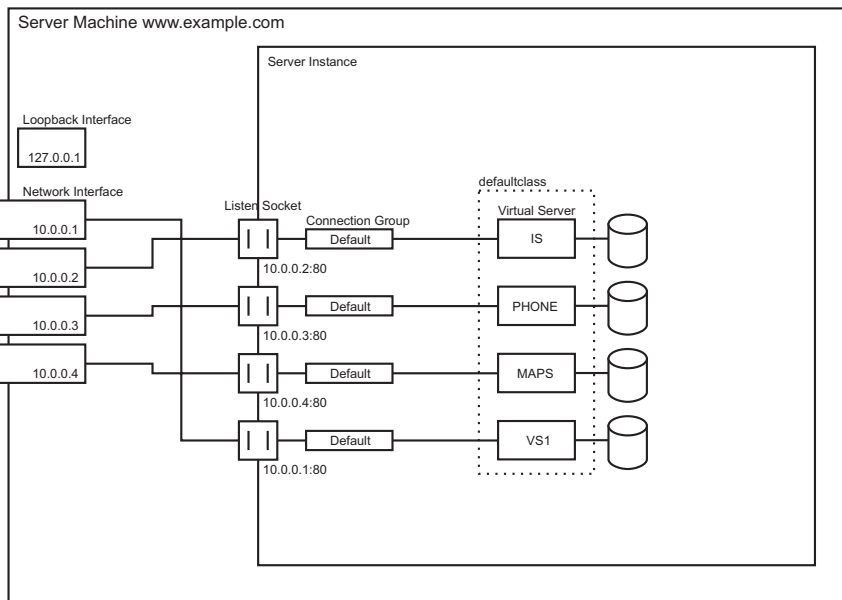 Server Machine www.example.com
Server Instance
Loopback Interface
127.0.0.1
Network Interface
10.0.0.1
10.0.0.2
10.0.0.3
10.0.0.4
Listen Socket
Connection Group
defaultclass
Virtual Server
Default
IS
10.0.0.2:80
Default
PHONE
10.0.0.3:80
Default
MAPS
10.0.0.4:80
Default
VS1
10.0.0.1:80